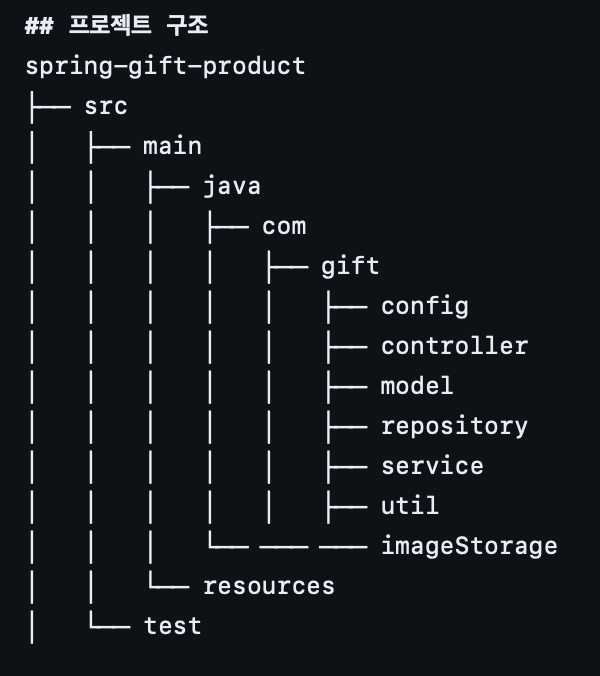 ## 프로젝트 구조
spring-gift-product
├── src
│   ├── main
│   │   ├── java
│   │   │   ├── com
│   │   │   │   ├── gift
│   │   │   │   │   ├── config
│   │   │   │   │   ├── controller
│   │   │   │   │   ├── model
│   │   │   │   │   ├── repository
│   │   │   │   │   ├── service
│   │   │   │   │   ├── util
│   │   │   └── ─── ─── imageStorage
│   │   └── resources
│   └── test